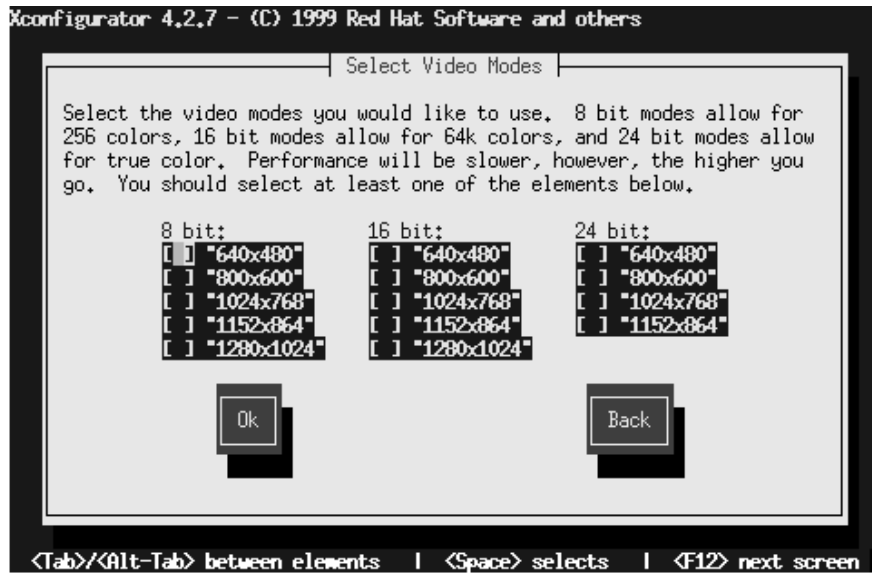 Xconfigurator 4.2.7 - (C) 1999 Red Hat Software and others
Select Video Modes
Select the video modes you would like to use.  8 bit modes allow for
256 colors, 16 bit modes allow for 64k colors, and 24 bit modes allow
for true color.  Performance will be slower, however, the higher you
go.  You should select at least one of the elements below.
8 bit: 16 bit: 24 bit:
[ ] "640x480" [ ] "640x480" [ ] "640x480"
[ ] "800x600" [ ] "800x600" [ ] "800x600"
[ ] "1024x768" [ ] "1024x768" [ ] "1024x768"
[ ] "1152x864" [ ] "1152x864" [ ] "1152x864"
[ ] "1280x1024" [ ] "1280x1024"
Ok Back
<Tab>/<Alt-Tab> between elements | <Space> selects | <F12> next screen